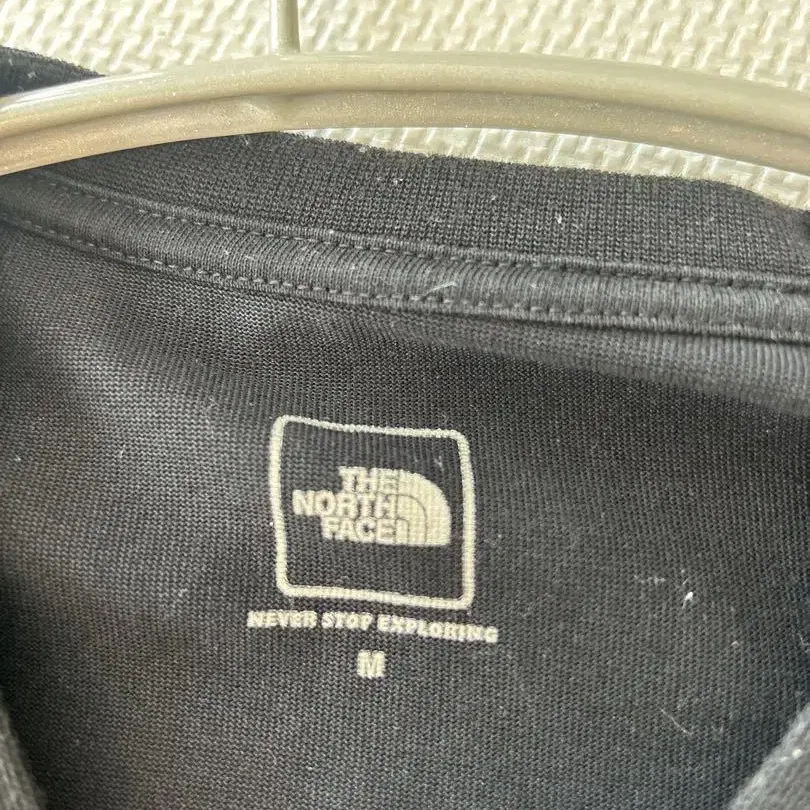 THE
NORTH
FACE
NEVER STOP EXPLORING
M